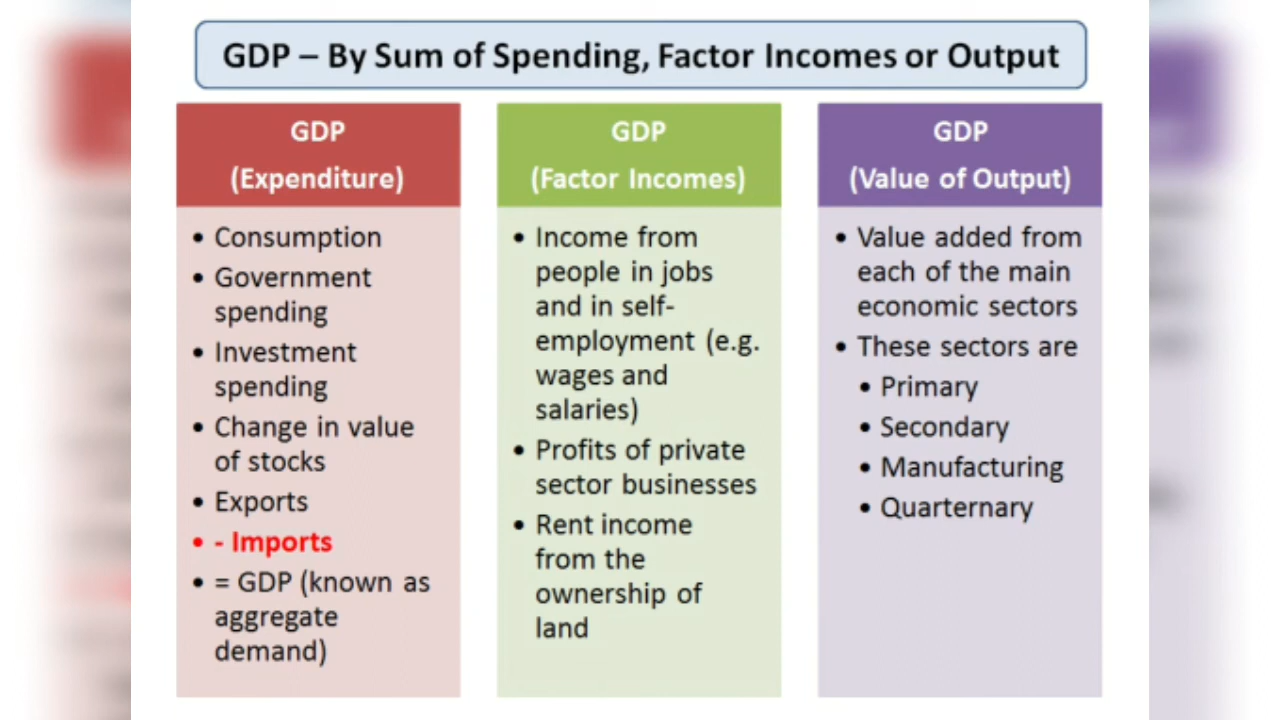 GDP – By Sum of Spending, Factor Incomes or Output
GDP
(Expenditure)
• Consumption
• Government
spending
• Investment
spending
• Change in value
of stocks
• Exports
• - Imports
• = GDP (known as
aggregate
demand)
GDP
(Factor Incomes)
• Income from
people in jobs
and in self-
employment (e.g.
wages and
salaries)
• Profits of private
sector businesses
• Rent income
from the
ownership of
land
GDP
(Value of Output)
• Value added from
each of the main
economic sectors
• These sectors are
• Primary
• Secondary
• Manufacturing
• Quarternary